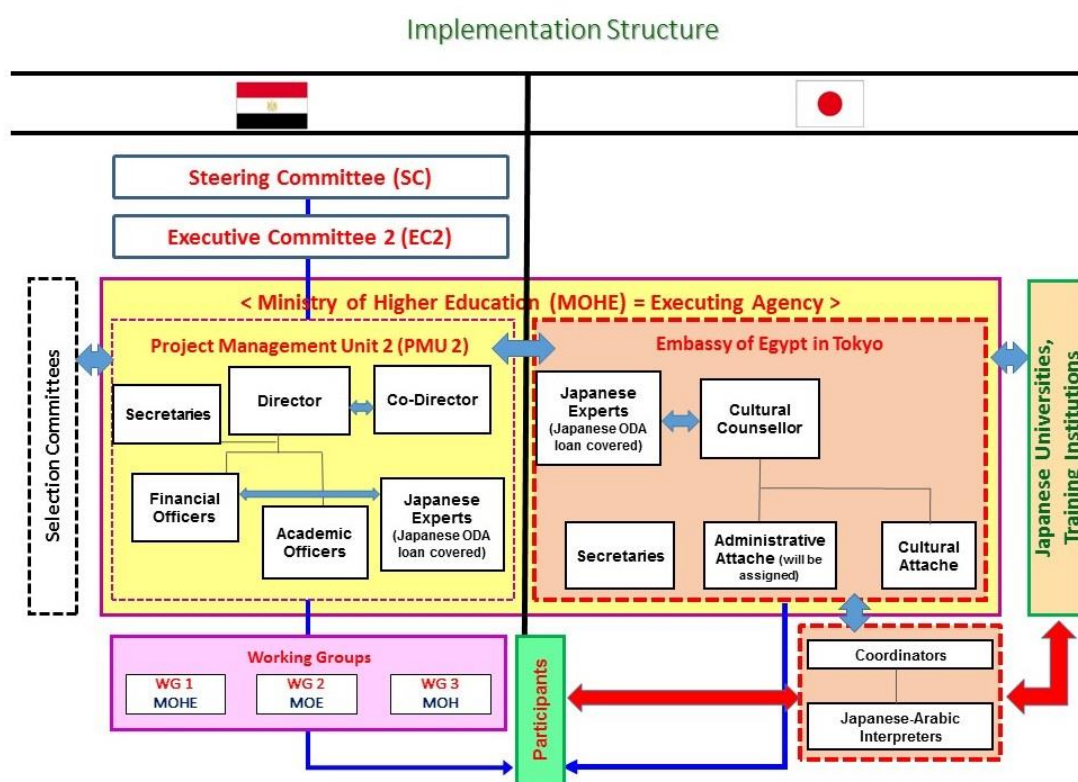 Implementation Structure
Steering Committee (SC)
Executive Committee 2 (EC2)
< Ministry of Higher Education (MOHE) = Executing Agency >
Selection Committees
Project Management Unit 2 (PMU 2)
Secretaries
Director
Co-Director
Financial
Officers
Academic
Officers
Japanese
Experts
(Japanese ODA
loan covered)
Embassy of Egypt in Tokyo
Japanese
Experts
(Japanese ODA
loan covered)
Cultural
Counsellor
Secretaries
Administrative
Attache (will be
assigned)
Cultural
Attache
Japanese Universities,
Training Institutions
Working Groups
WG 1
MOHE
WG 2
MOE
WG 3
MOH
Participants
Coordinators
Japanese-Arabic
Interpreters